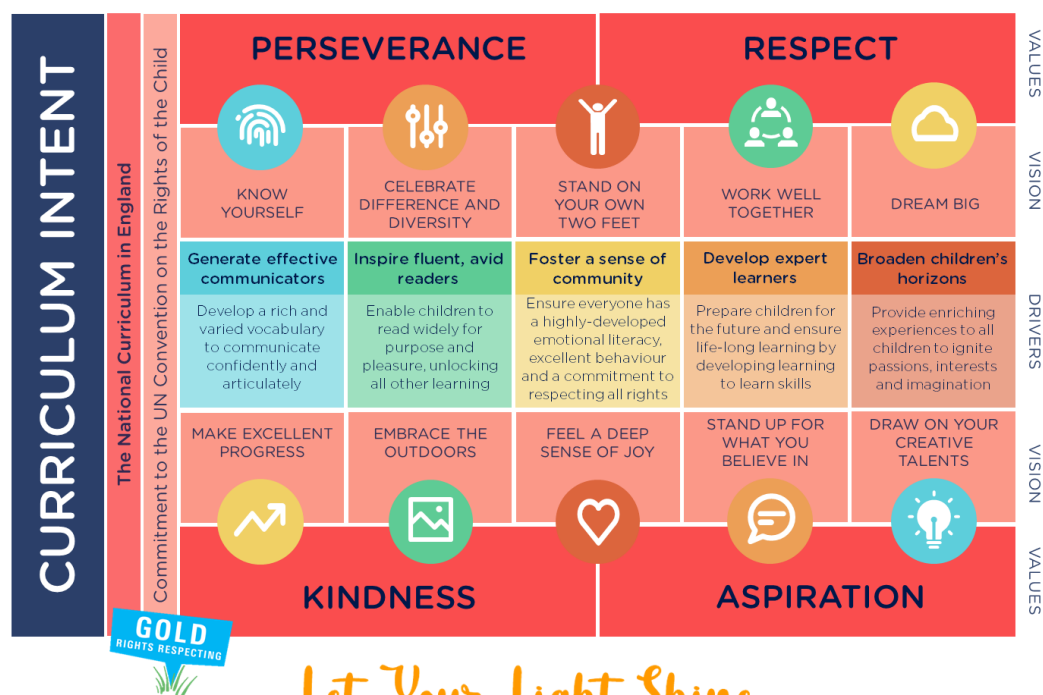 CURRICULUM INTENT
The National Curriculum in England
Commitment to the UN Convention on the Rights of the Child
PERSEVERANCE
RESPECT
VALUES
KNOW
YOURSELF
CELEBRATE
DIFFERENCE AND
DIVERSITY
STAND ON
YOUR OWN
TWO FEET
WORK WELL
TOGETHER
DREAM BIG
VISION
Generate effective
communicators
Develop a rich and
varied vocabulary
to communicate
confidently and
articulately
Inspire fluent, avid
readers
Enable children to
read widely for
purpose and
pleasure, unlocking
all other learning
Foster a sense of
community
Ensure everyone has
a highly-developed
emotional literacy,
excellent behaviour
and a commitment to
respecting all rights
Develop expert
learners
Prepare children for
the future and ensure
life-long learning by
developing learning
to learn skills
Broaden children's
horizons
Provide enriching
experiences to all
children to ignite
passions, interests
and imagination
DRIVERS
MAKE EXCELLENT
PROGRESS
EMBRACE THE
OUTDOORS
FEEL A DEEP
SENSE OF JOY
STAND UP FOR
WHAT YOU
BELIEVE IN
DRAW ON YOUR
CREATIVE
TALENTS
VISION
KINDNESS
ASPIRATION
VALUES
GOLD
RIGHTS RESPECTING
Let Your Light Shine